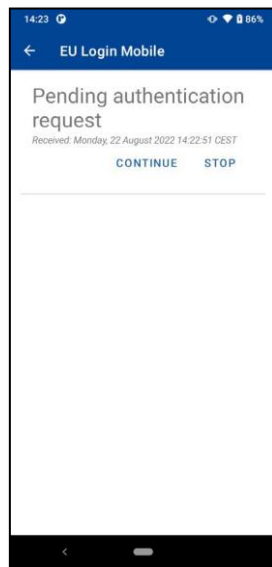 14:23 86%
EU Login Mobile
Pending authentication
request
Received: Monday, 22 August 2022 14:22:51 CEST
CONTINUE STOP